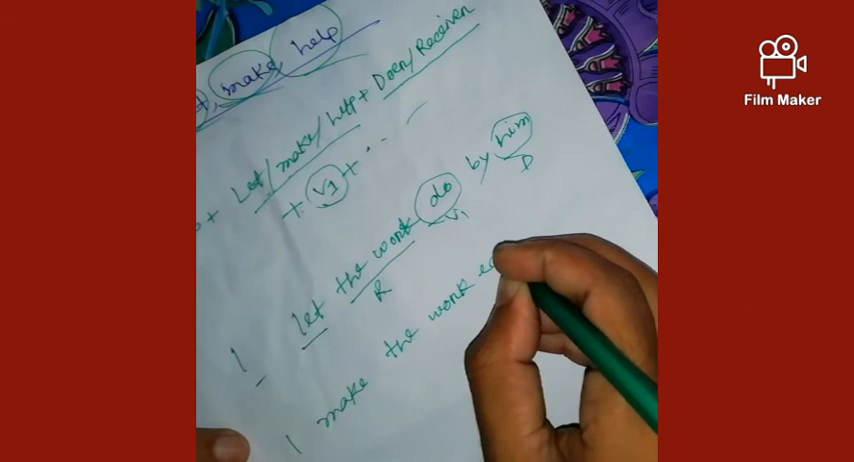 make, help
+ Let/make/help + Doer/Receiver
+ V1 + ...
I let the work do by him
R V1 D
I make the work
Film Maker